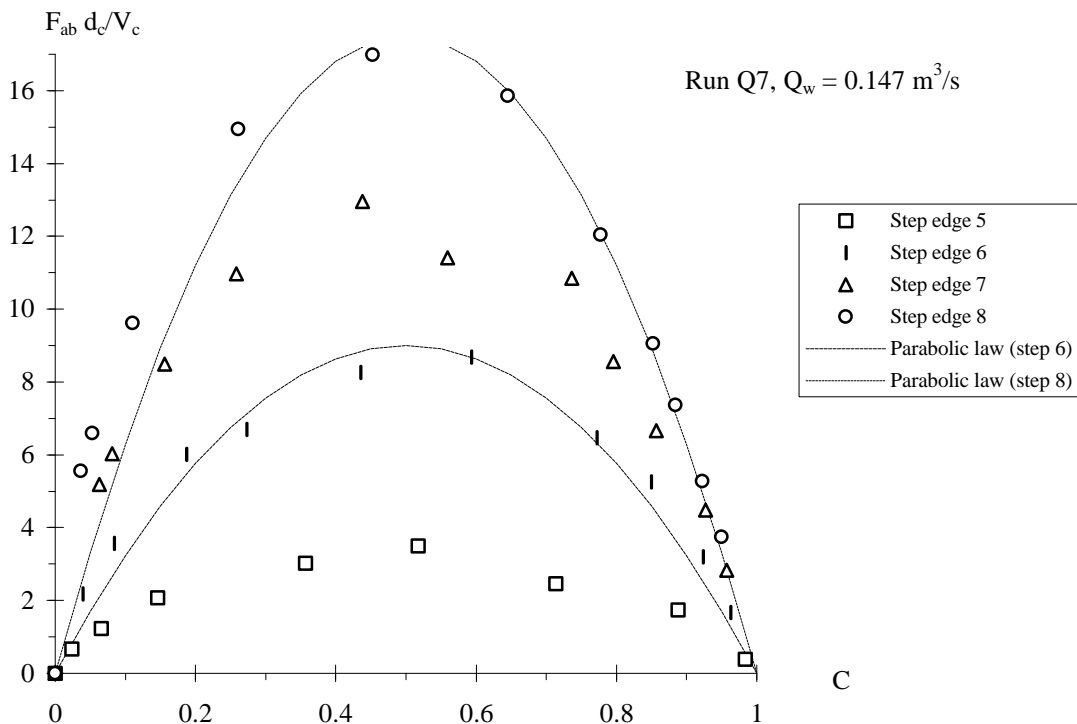 F_ab d_c/V_c
Run Q7, Q_w = 0.147 m^3/s
16
14
12
10
8
6
4
2
0
0 0.2 0.4 0.6 0.8 1
C
Step edge 5
Step edge 6
Step edge 7
Step edge 8
Parabolic law (step 6)
Parabolic law (step 8)